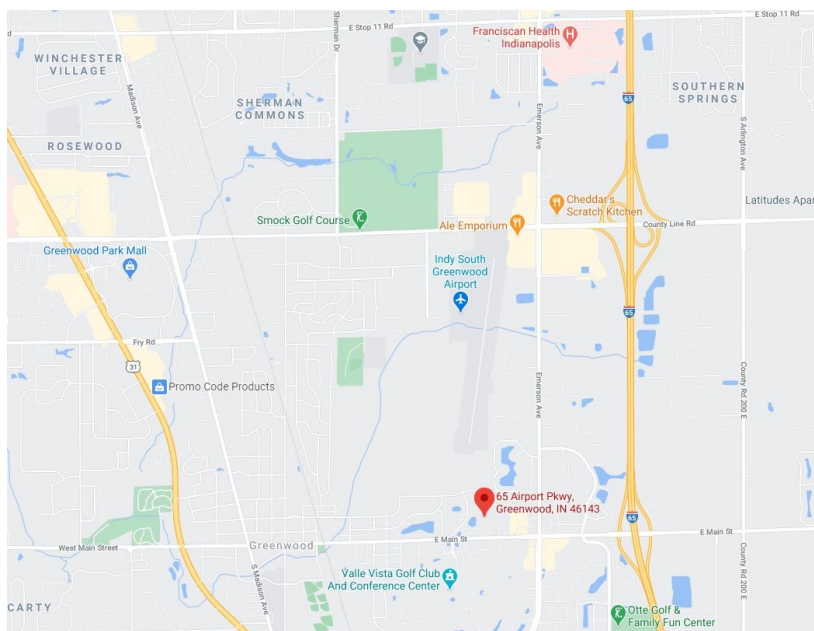 E Stop 11 Rd
E Stop 11 Rd
Sherman Dr
Franciscan Health
Indianapolis
WINCHESTER
VILLAGE
Madison Ave
SHERMAN
COMMONS
Emerson Ave
65
SOUTHERN
SPRINGS
S Arlington Ave
ROSEWOOD
Cheddar's
Scratch Kitchen
Latitudes Apar
Smock Golf Course
Ale Emporium
County Line Rd
Greenwood Park Mall
Indy South
Greenwood
Airport
65
Fry Rd
31
Promo Code Products
Emerson Ave
County Rd 200 E
65 Airport Pkwy,
Greenwood, IN 46143
65
E Main St
E Main St
West Main Street
Greenwood
S Madison Ave
Valle Vista Golf Club
And Conference Center
County Rd 200 E
CARTY
Otte Golf &
Family Fun Center